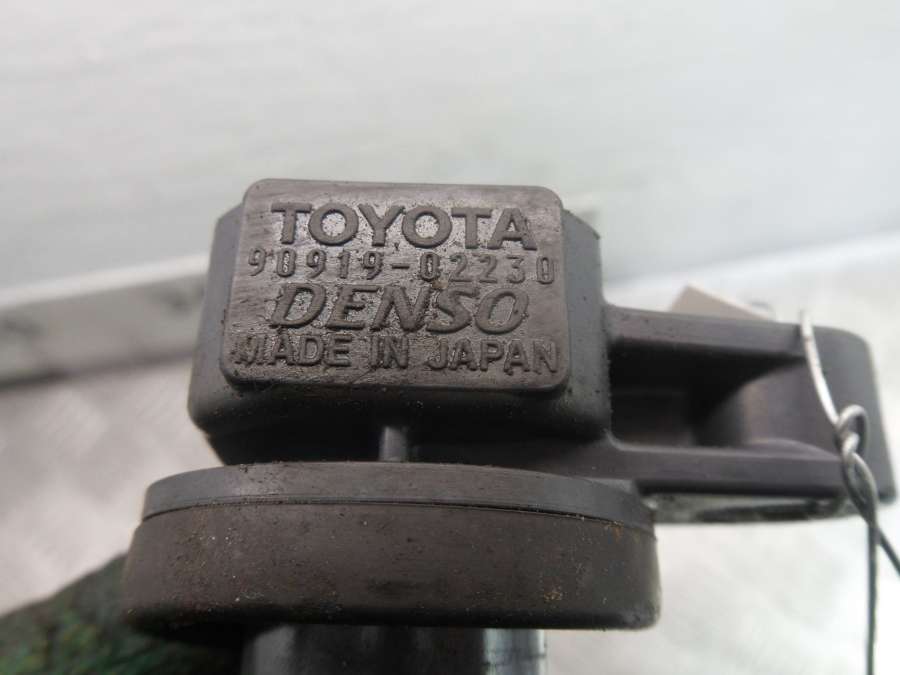 TOYOTA
90919-02230
DENSO
MADE IN JAPAN